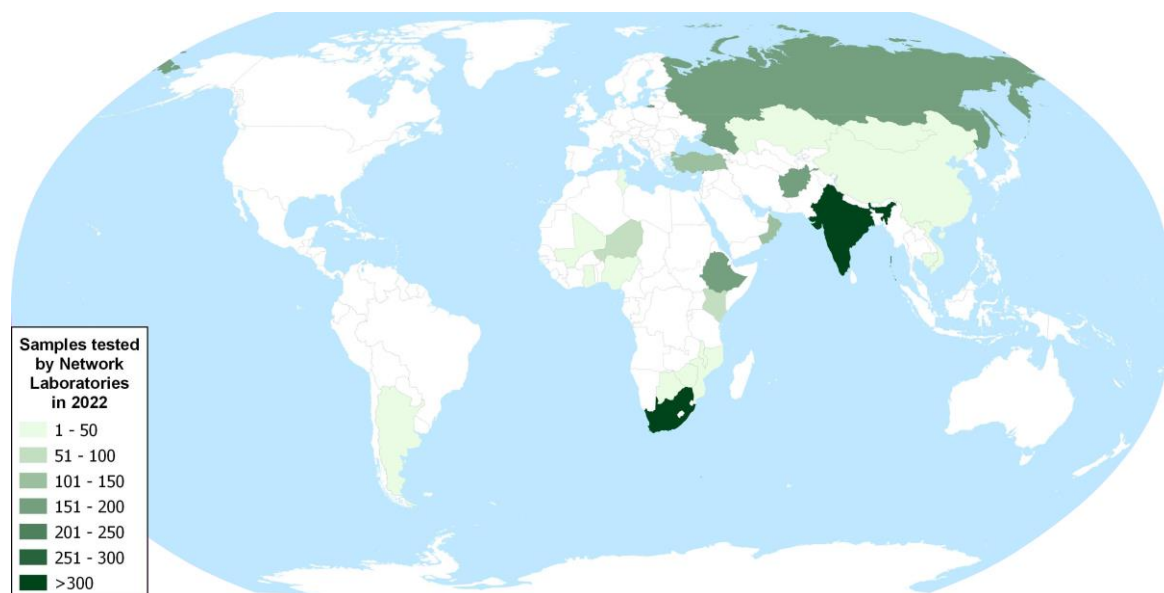 Samples tested
by Network
Laboratories
in 2022
1 - 50
51 - 100
101 - 150
151 - 200
201 - 250
251 - 300
>300